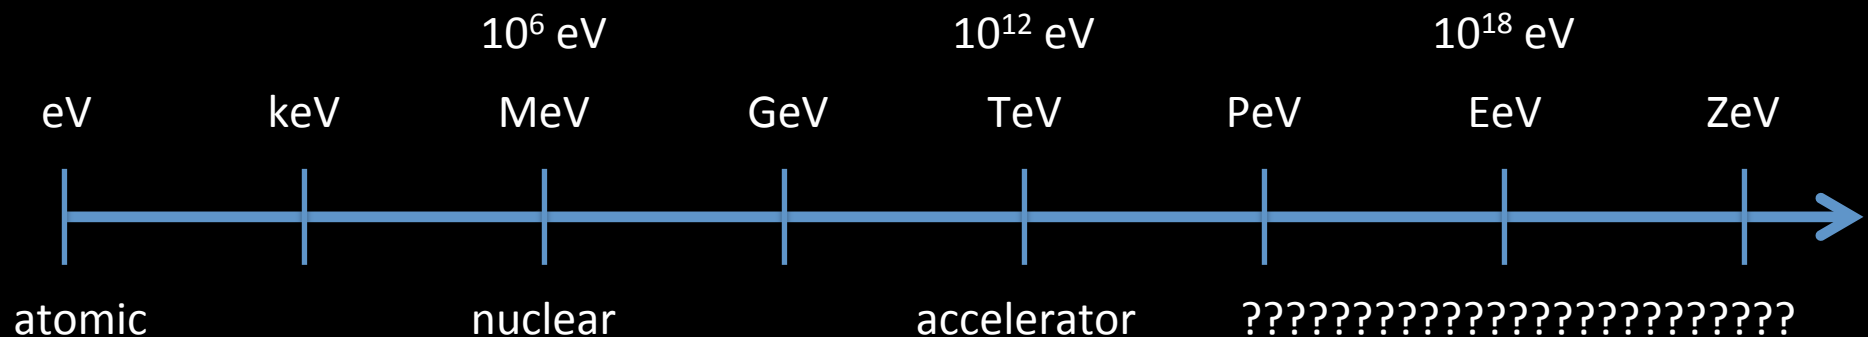 10⁶ eV 10¹² eV 10¹⁸ eV
eV keV MeV GeV TeV PeV EeV ZeV
atomic nuclear accelerator ?????????????????????????